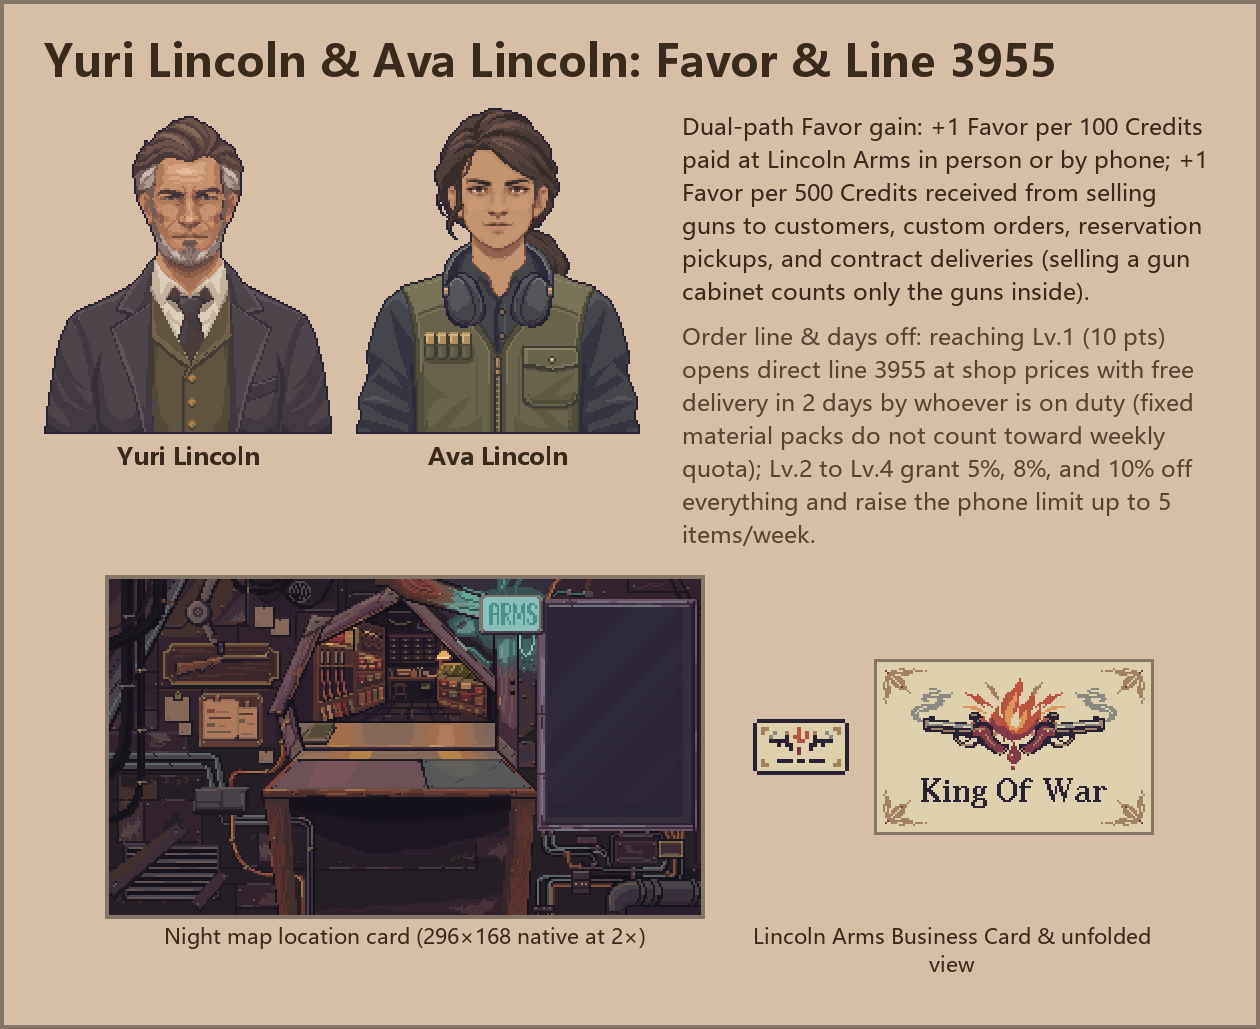 Yuri Lincoln & Ava Lincoln: Favor & Line 3955
Dual-path Favor gain: +1 Favor per 100 Credits
paid at Lincoln Arms in person or by phone; +1
Favor per 500 Credits received from selling
guns to customers, custom orders, reservation
pickups, and contract deliveries (selling a gun
cabinet counts only the guns inside).
Order line & days off: reaching Lv.1 (10 pts)
opens direct line 3955 at shop prices with free
delivery in 2 days by whoever is on duty (fixed
material packs do not count toward weekly
quota); Lv.2 to Lv.4 grant 5%, 8%, and 10% off
everything and raise the phone limit up to 5
items/week.
Yuri Lincoln
Ava Lincoln
ARMS
King Of War
Night map location card (296×168 native at 2×)
Lincoln Arms Business Card & unfolded
view